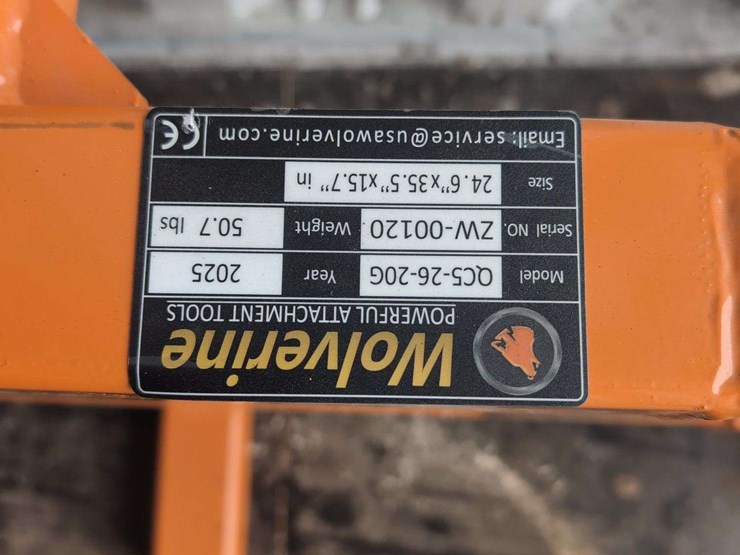 Wolverine
POWERFUL ATTACHMENT TOOLS
Model QC5-26-20G Year 2025
Serial NO. ZW-00120 Weight 50.7 lbs
Size 24.6"x35.5"x15.7" in
Email: service@usawolverine.com CE